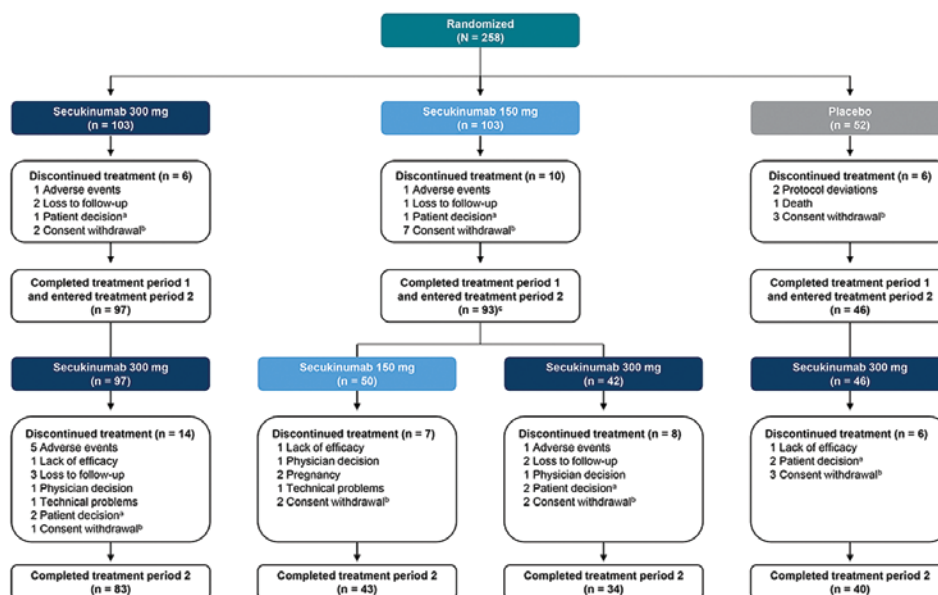 Randomized
(N = 258)
Secukinumab 300 mg
(n = 103)
Secukinumab 150 mg
(n = 103)
Placebo
(n = 52)
Discontinued treatment (n = 6)
1 Adverse events
2 Loss to follow-up
1 Patient decisionᵃ
2 Consent withdrawalᵇ
Discontinued treatment (n = 10)
1 Adverse events
1 Loss to follow-up
1 Patient decisionᵃ
7 Consent withdrawalᵇ
Discontinued treatment (n = 6)
2 Protocol deviations
1 Death
3 Consent withdrawalᵇ
Completed treatment period 1
and entered treatment period 2
(n = 97)
Completed treatment period 1
and entered treatment period 2
(n = 93)ᶜ
Completed treatment period 1
and entered treatment period 2
(n = 46)
Secukinumab 300 mg
(n = 97)
Secukinumab 150 mg
(n = 50)
Secukinumab 300 mg
(n = 42)
Secukinumab 300 mg
(n = 46)
Discontinued treatment (n = 14)
5 Adverse events
1 Lack of efficacy
3 Loss to follow-up
1 Physician decision
1 Technical problems
2 Patient decisionᵃ
1 Consent withdrawalᵇ
Discontinued treatment (n = 7)
1 Lack of efficacy
1 Physician decision
2 Pregnancy
1 Technical problems
2 Consent withdrawalᵇ
Discontinued treatment (n = 8)
1 Adverse events
2 Loss to follow-up
1 Physician decision
2 Patient decisionᵃ
2 Consent withdrawalᵇ
Discontinued treatment (n = 6)
1 Lack of efficacy
2 Patient decisionᵃ
3 Consent withdrawalᵇ
Completed treatment period 2
(n = 83)
Completed treatment period 2
(n = 43)
Completed treatment period 2
(n = 34)
Completed treatment period 2
(n = 40)